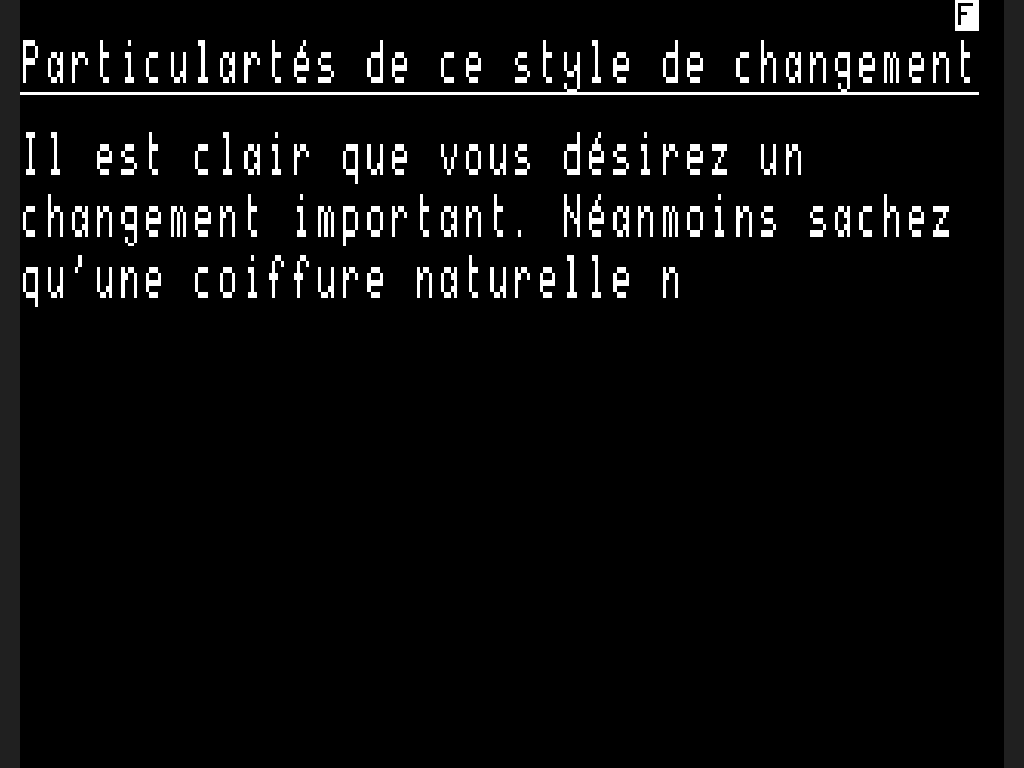 F
Particulartés de ce style de changement
Il est clair que vous désirez un
changement important. Néanmoins sachez
qu'une coiffure naturelle n